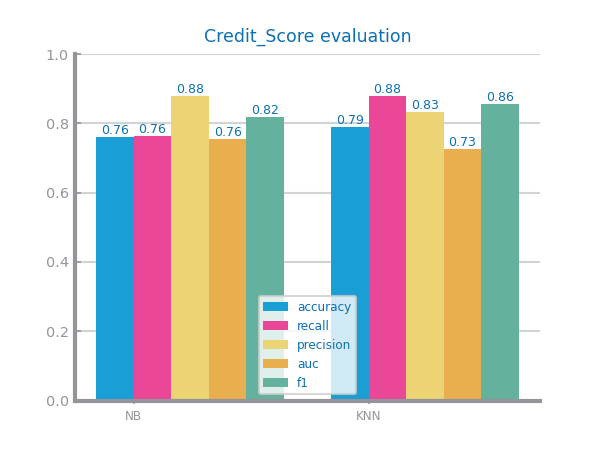 Credit_Score evaluation
1.0
0.8
0.6
0.4
0.2
0.0
0.76
0.76
0.88
0.76
0.82
0.79
0.88
0.83
0.73
0.86
accuracy
recall
precision
auc
f1
NB
KNN